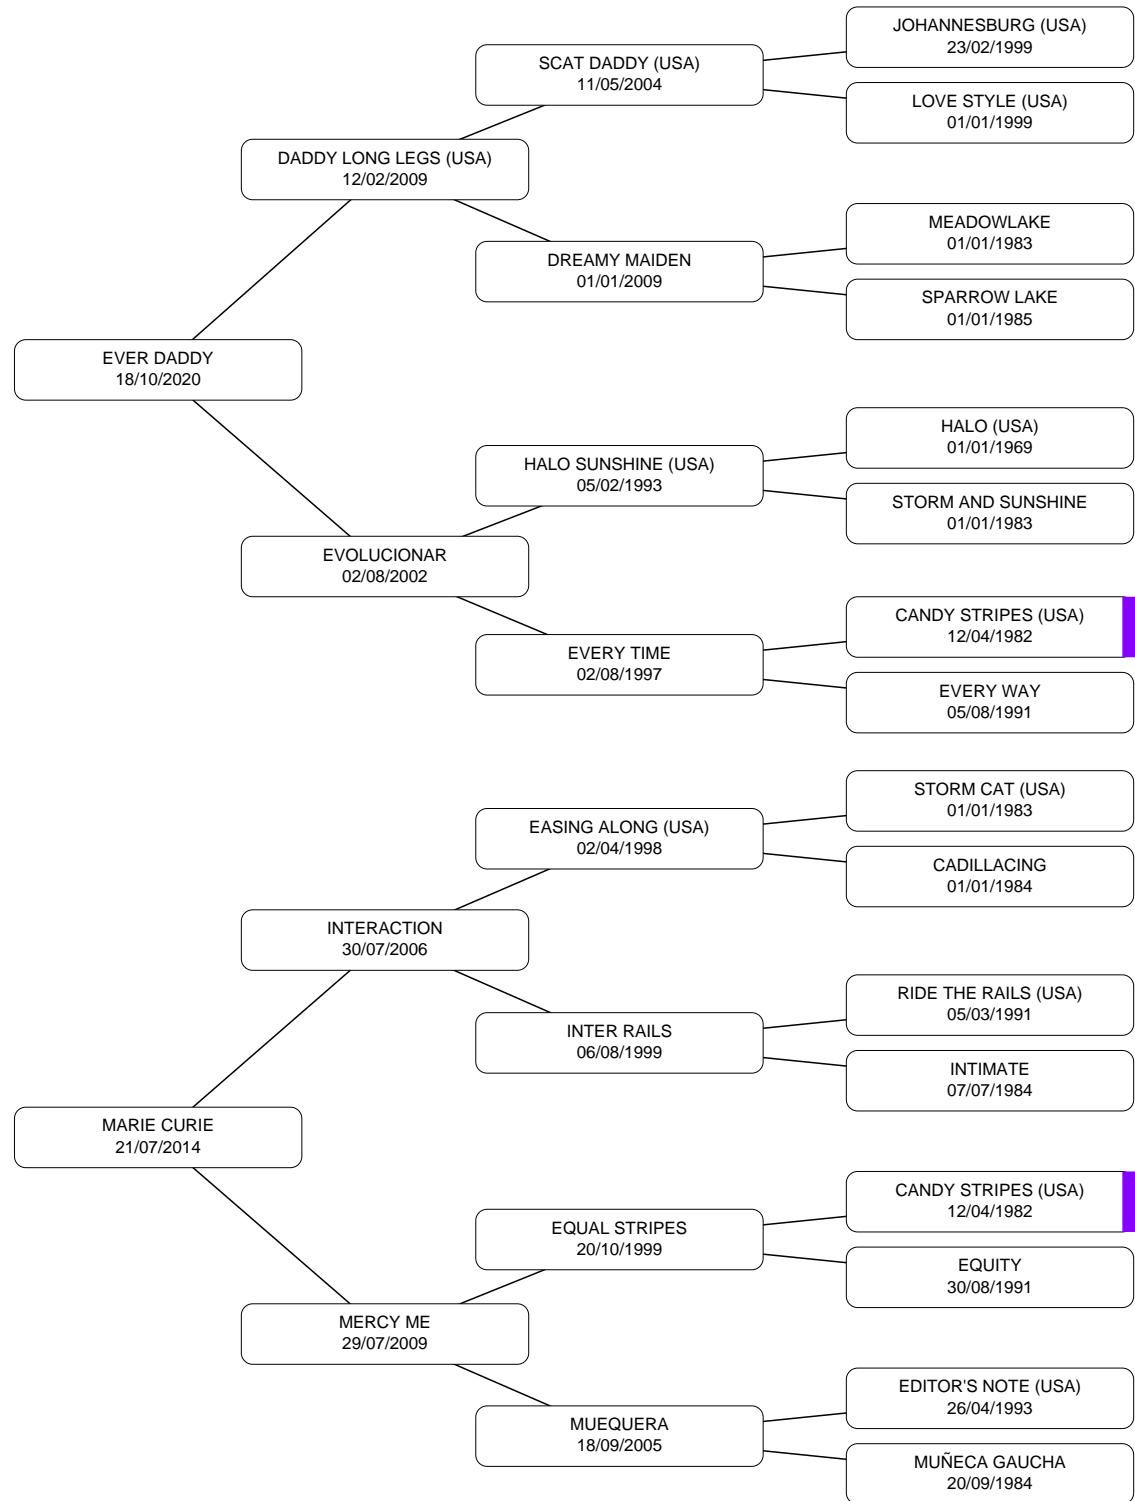 JOHANNESBURG (USA)
23/02/1999
SCAT DADDY (USA)
11/05/2004
LOVE STYLE (USA)
01/01/1999
DADDY LONG LEGS (USA)
12/02/2009
MEADOWLAKE
01/01/1983
DREAMY MAIDEN
01/01/2009
SPARROW LAKE
01/01/1985
EVER DADDY
18/10/2020
HALO (USA)
01/01/1969
HALO SUNSHINE (USA)
05/02/1993
STORM AND SUNSHINE
01/01/1983
EVOLUCIONAR
02/08/2002
CANDY STRIPES (USA)
12/04/1982
EVERY TIME
02/08/1997
EVERY WAY
05/08/1991
STORM CAT (USA)
01/01/1983
EASING ALONG (USA)
02/04/1998
CADILLACING
01/01/1984
INTERACTION
30/07/2006
RIDE THE RAILS (USA)
05/03/1991
INTER RAILS
06/08/1999
INTIMATE
07/07/1984
MARIE CURIE
21/07/2014
CANDY STRIPES (USA)
12/04/1982
EQUAL STRIPES
20/10/1999
EQUITY
30/08/1991
MERCY ME
29/07/2009
EDITOR'S NOTE (USA)
26/04/1993
MUEQUERA
18/09/2005
MUÑECA GAUCHA
20/09/1984